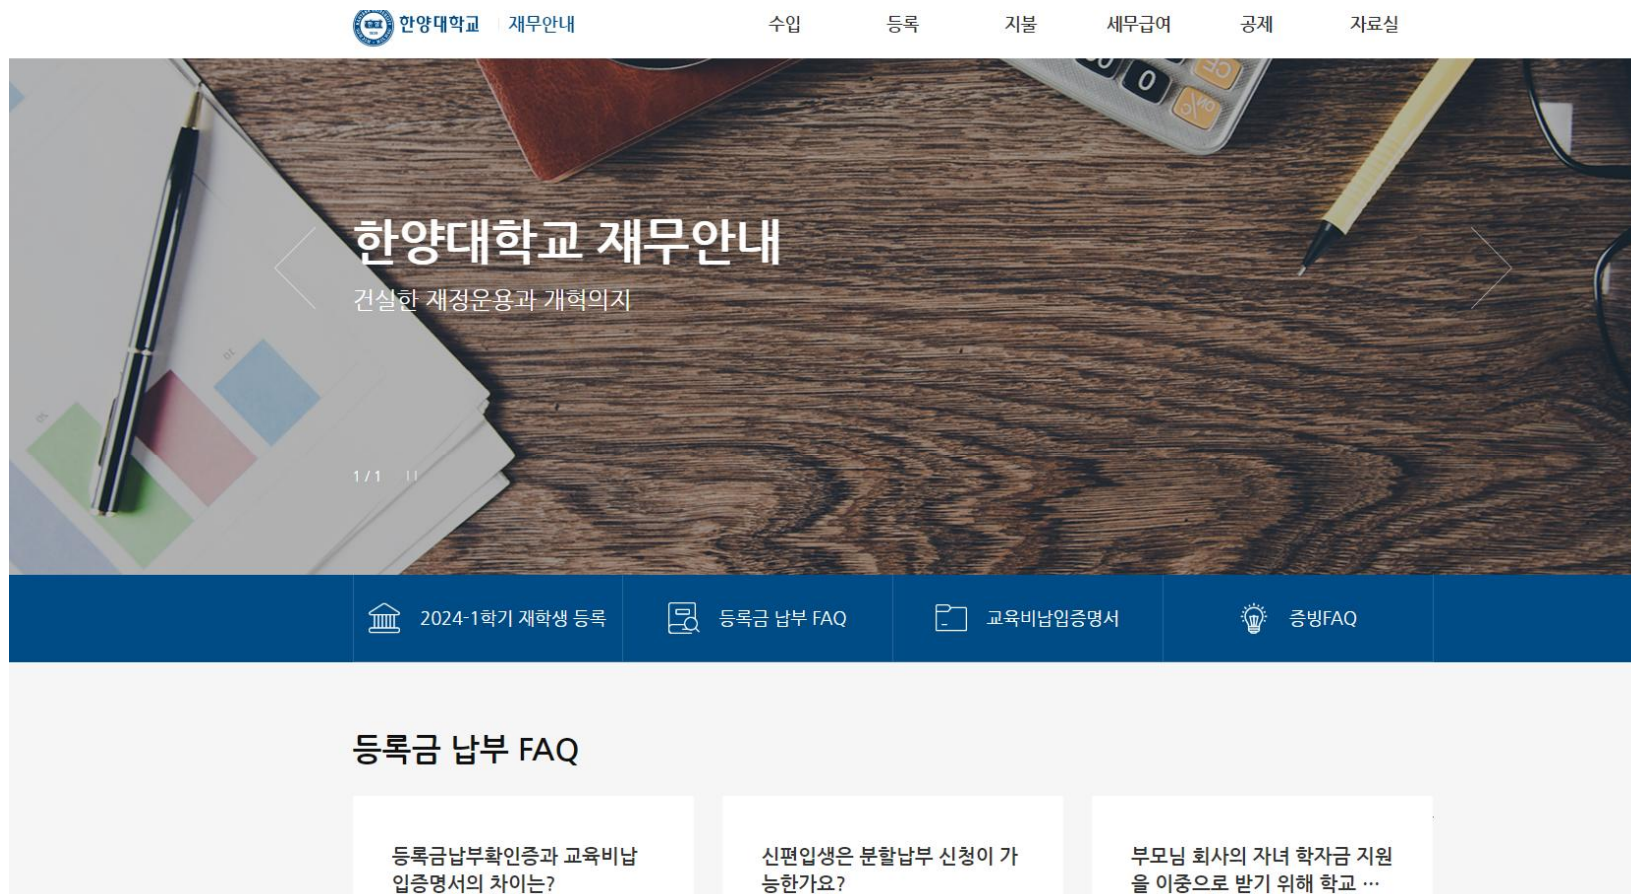 한양대학교 재무안내
수입 등록 지불 세무급여 공제 자료실
한양대학교 재무안내
건실한 재정운용과 개혁의지
1 / 1
2024-1학기 재학생 등록
등록금 납부 FAQ
교육비납입증명서
증빙FAQ
등록금 납부 FAQ
등록금납부확인증과 교육비납
입증명서의 차이는?
신편입생은 분할납부 신청이 가
능한가요?
부모님 회사의 자녀 학자금 지원
을 이중으로 받기 위해 학교 …